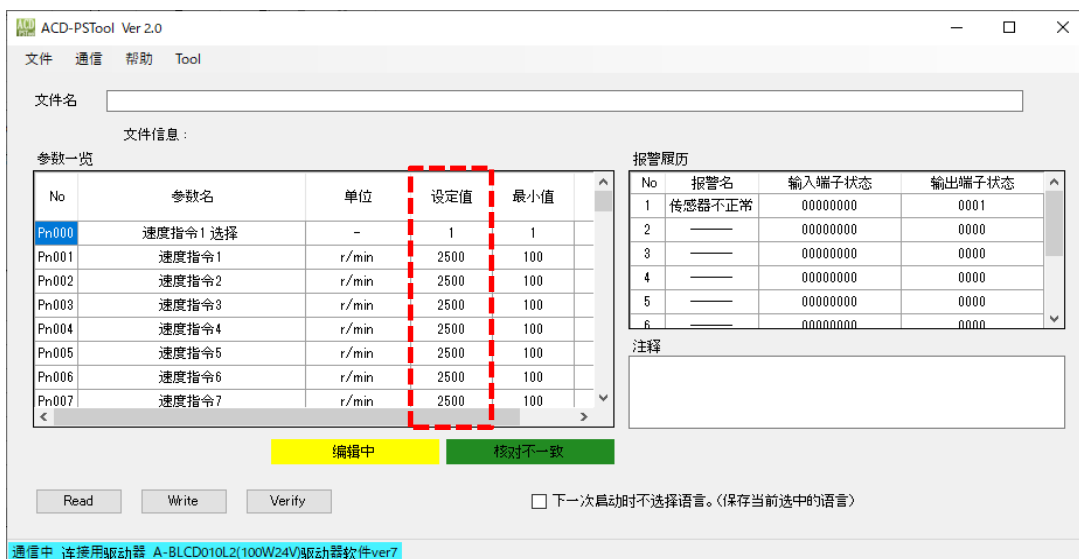 ACD-PSTool Ver 2.0
文件 通信 帮助 Tool
文件名
文件信息：
参数一览
No 参数名 单位 设定值 最小值
Pn000 速度指令1 选择 - 1 1
Pn001 速度指令1 r/min 2500 100
Pn002 速度指令2 r/min 2500 100
Pn003 速度指令3 r/min 2500 100
Pn004 速度指令4 r/min 2500 100
Pn005 速度指令5 r/min 2500 100
Pn006 速度指令6 r/min 2500 100
Pn007 速度指令7 r/min 2500 100
报警履历
No 报警名 输入端子状态 输出端子状态
1 传感器不正常 00000000 0001
2 ——— 00000000 0000
3 ——— 00000000 0000
4 ——— 00000000 0000
5 ——— 00000000 0000
6 ——— 00000000 0000
注释
编辑中 核对不一致
Read Write Verify
下一次启动时不选择语言。（保存当前选中的语言）
通信中 连接用驱动器 A-BLCD010L2(100W24V)驱动器软件ver7